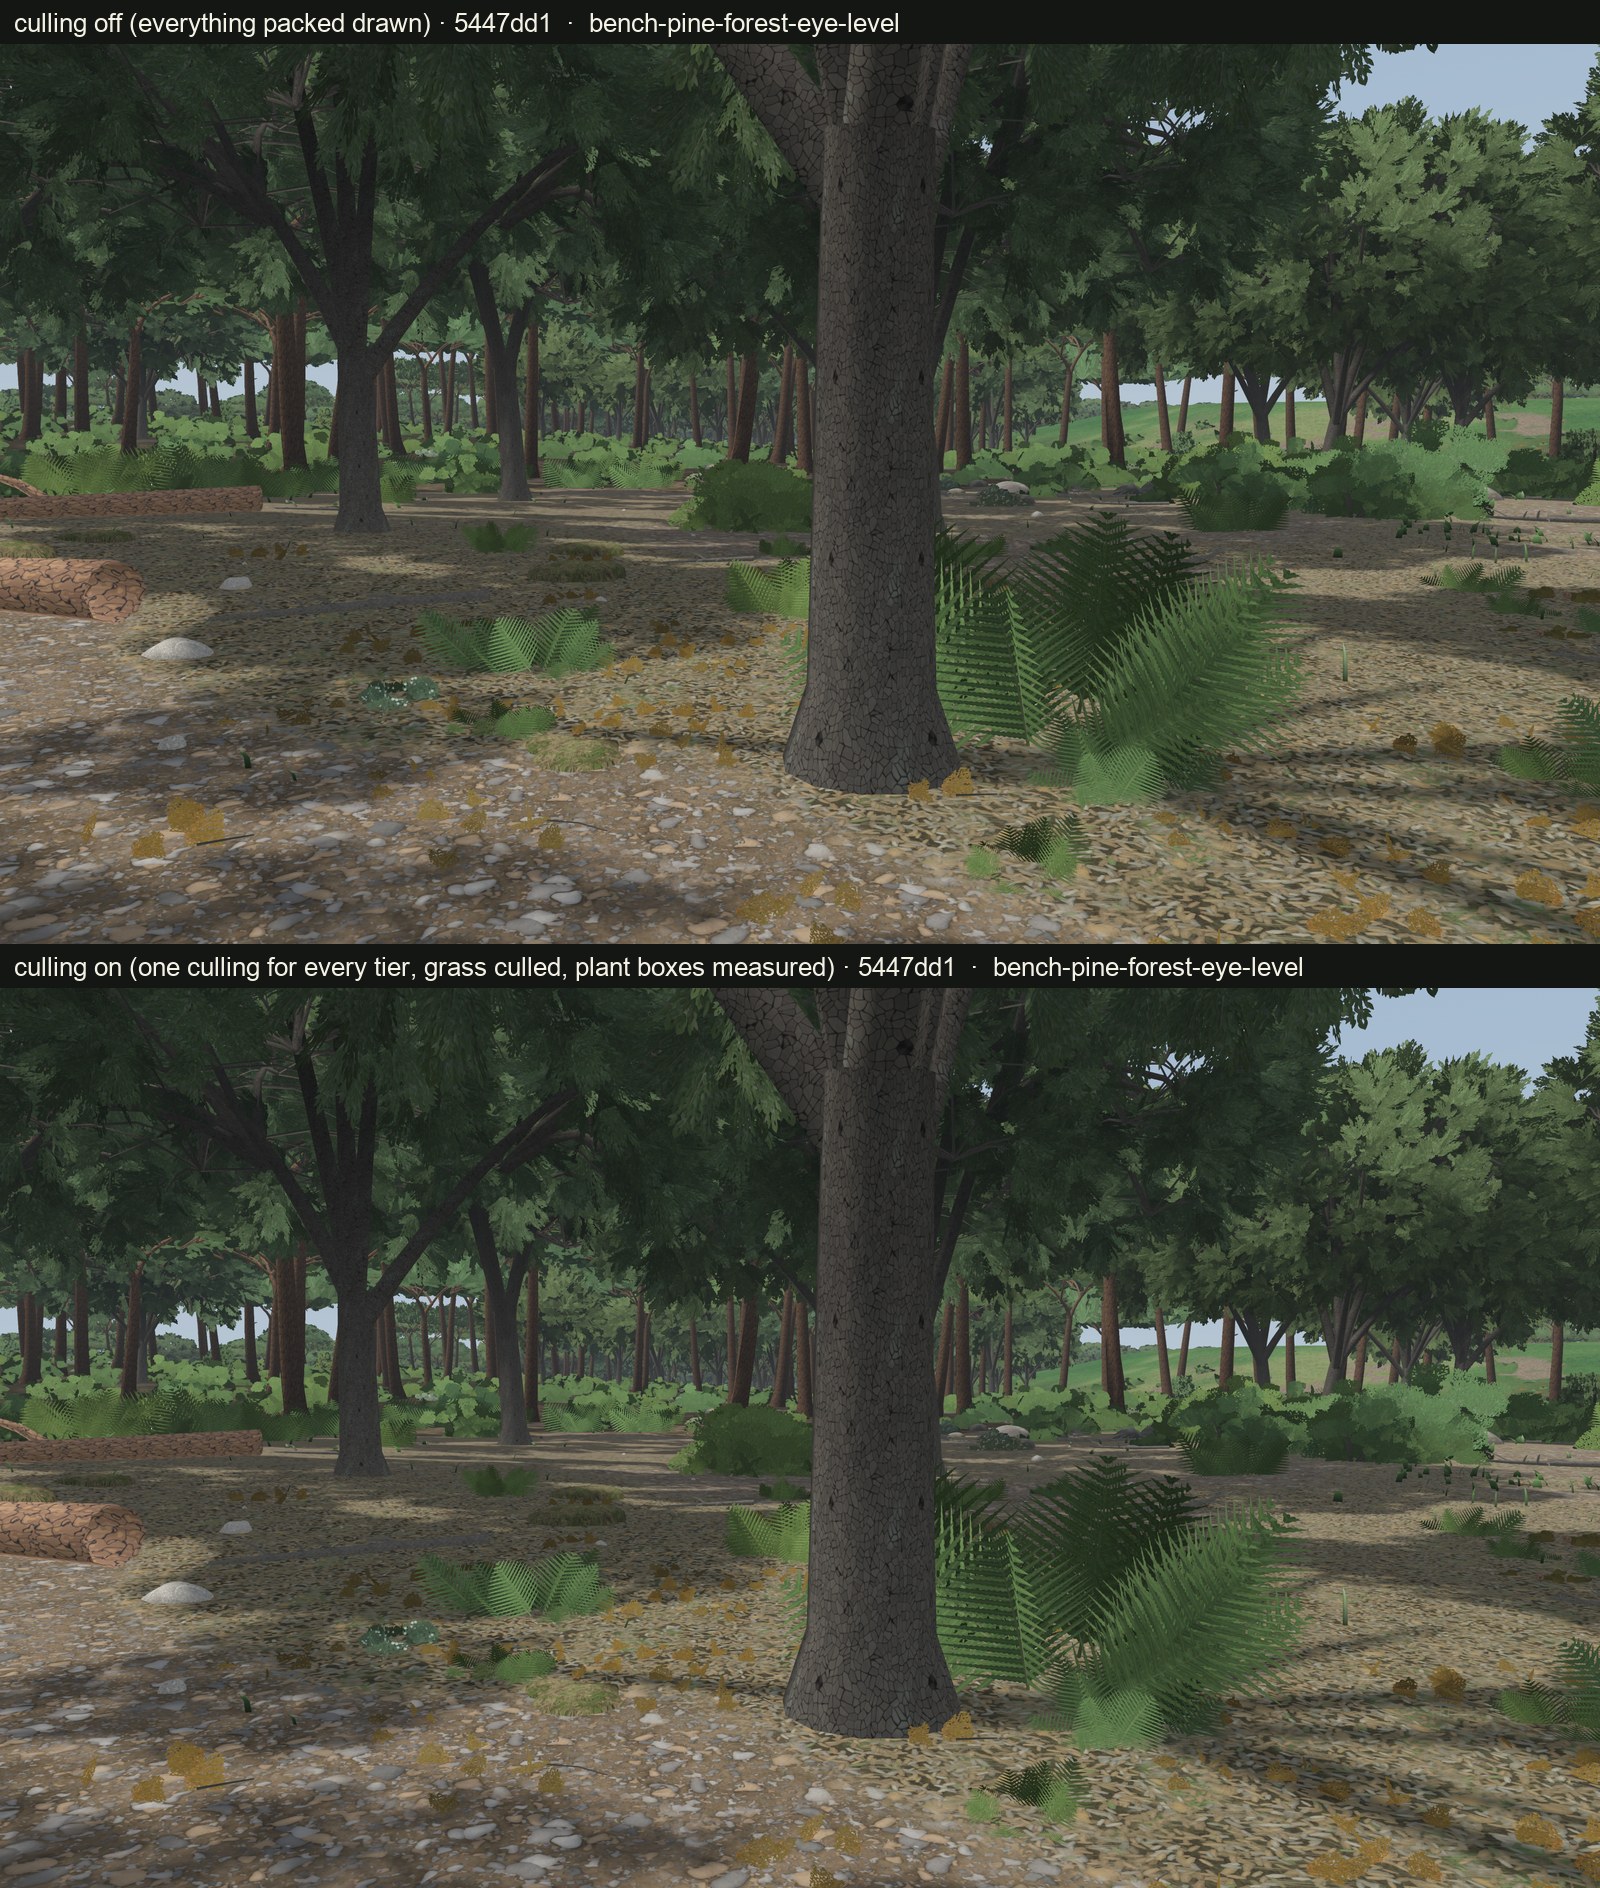 culling off (everything packed drawn) · 5447dd1 · bench-pine-forest-eye-level
culling on (one culling for every tier, grass culled, plant boxes measured) · 5447dd1 · bench-pine-forest-eye-level